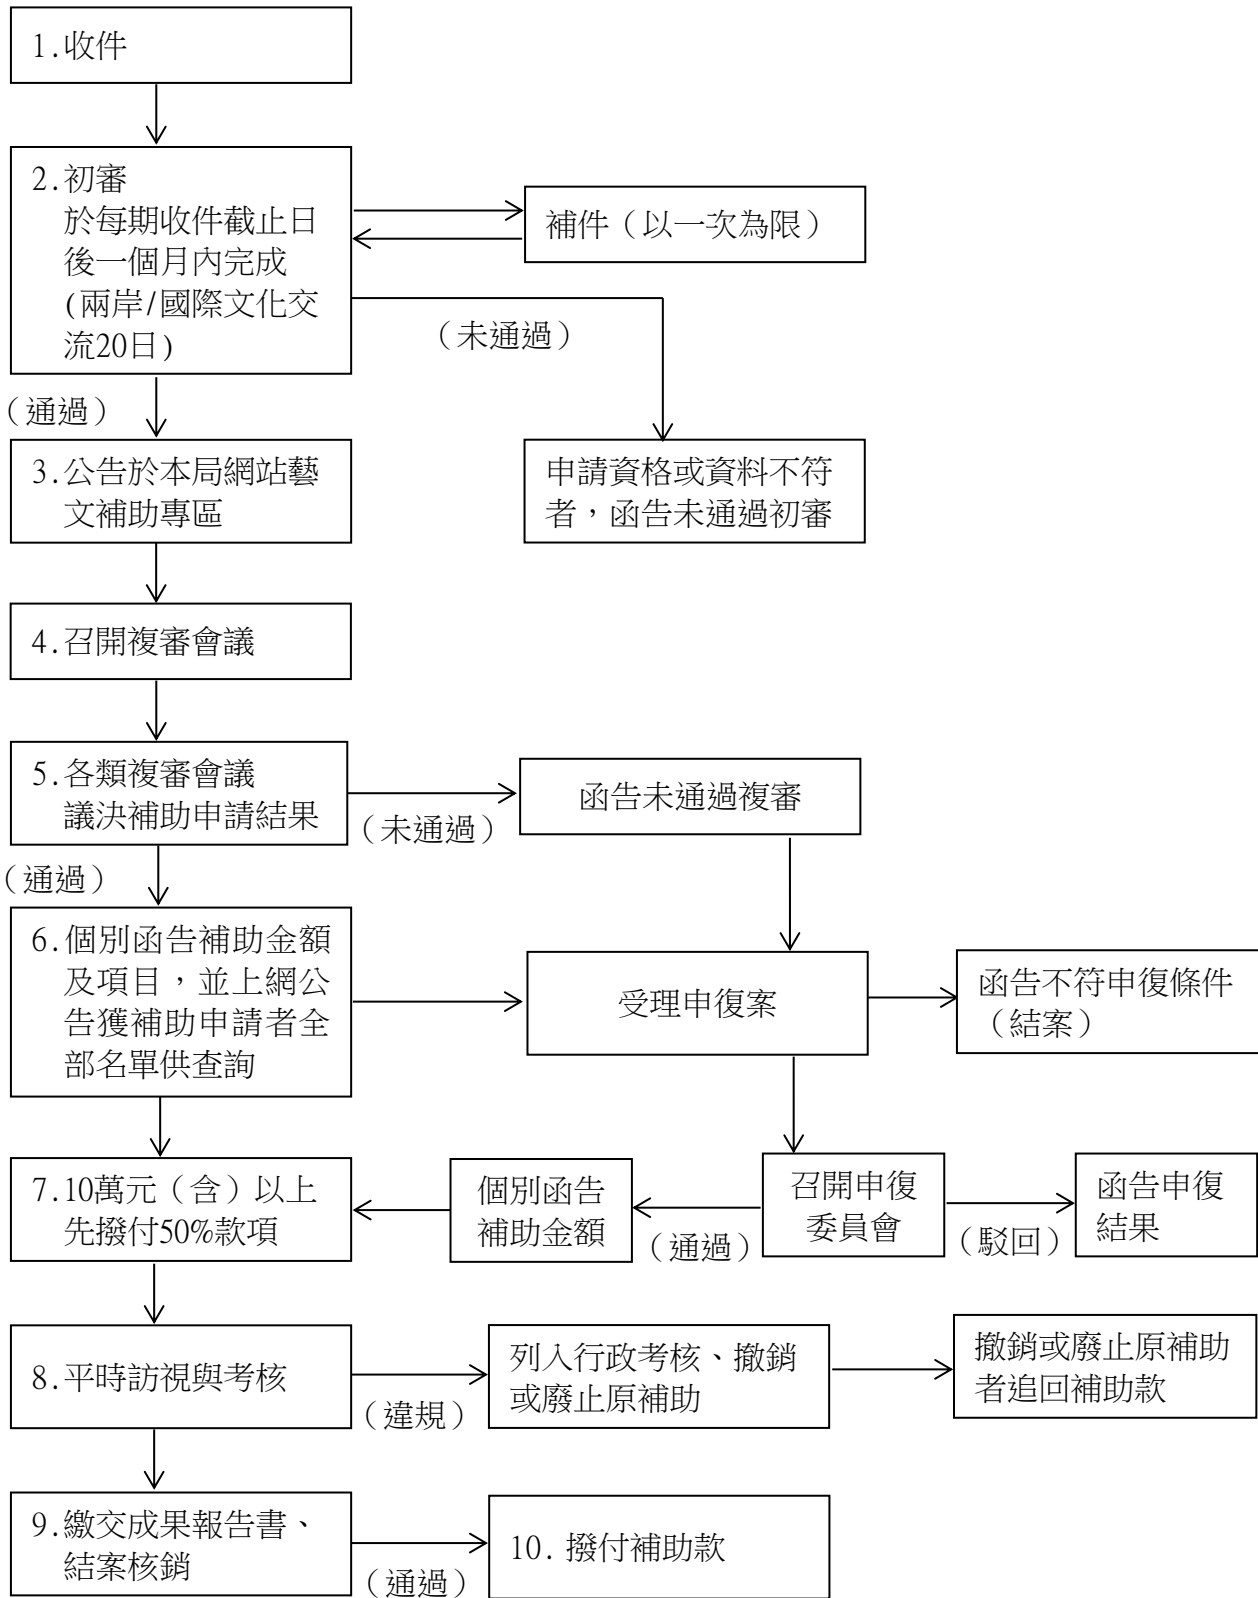 1.收件
2.初審
於每期收件截止日
後一個月內完成
(兩岸/國際文化交
流20日)
補件（以一次為限）
（未通過）
（通過）
3.公告於本局網站藝
文補助專區
申請資格或資料不符
者，函告未通過初審
4.召開複審會議
5.各類複審會議
議決補助申請結果
（未通過）
函告未通過複審
（通過）
6.個別函告補助金額
及項目，並上網公
告獲補助申請者全
部名單供查詢
受理申復案
函告不符申復條件
（結案）
7.10萬元（含）以上
先撥付50%款項
個別函告
補助金額
（通過）
召開申復
委員會
（駁回）
函告申復
結果
8.平時訪視與考核
（違規）
列入行政考核、撤銷
或廢止原補助
撤銷或廢止原補助
者追回補助款
9.繳交成果報告書、
結案核銷
（通過）
10. 撥付補助款